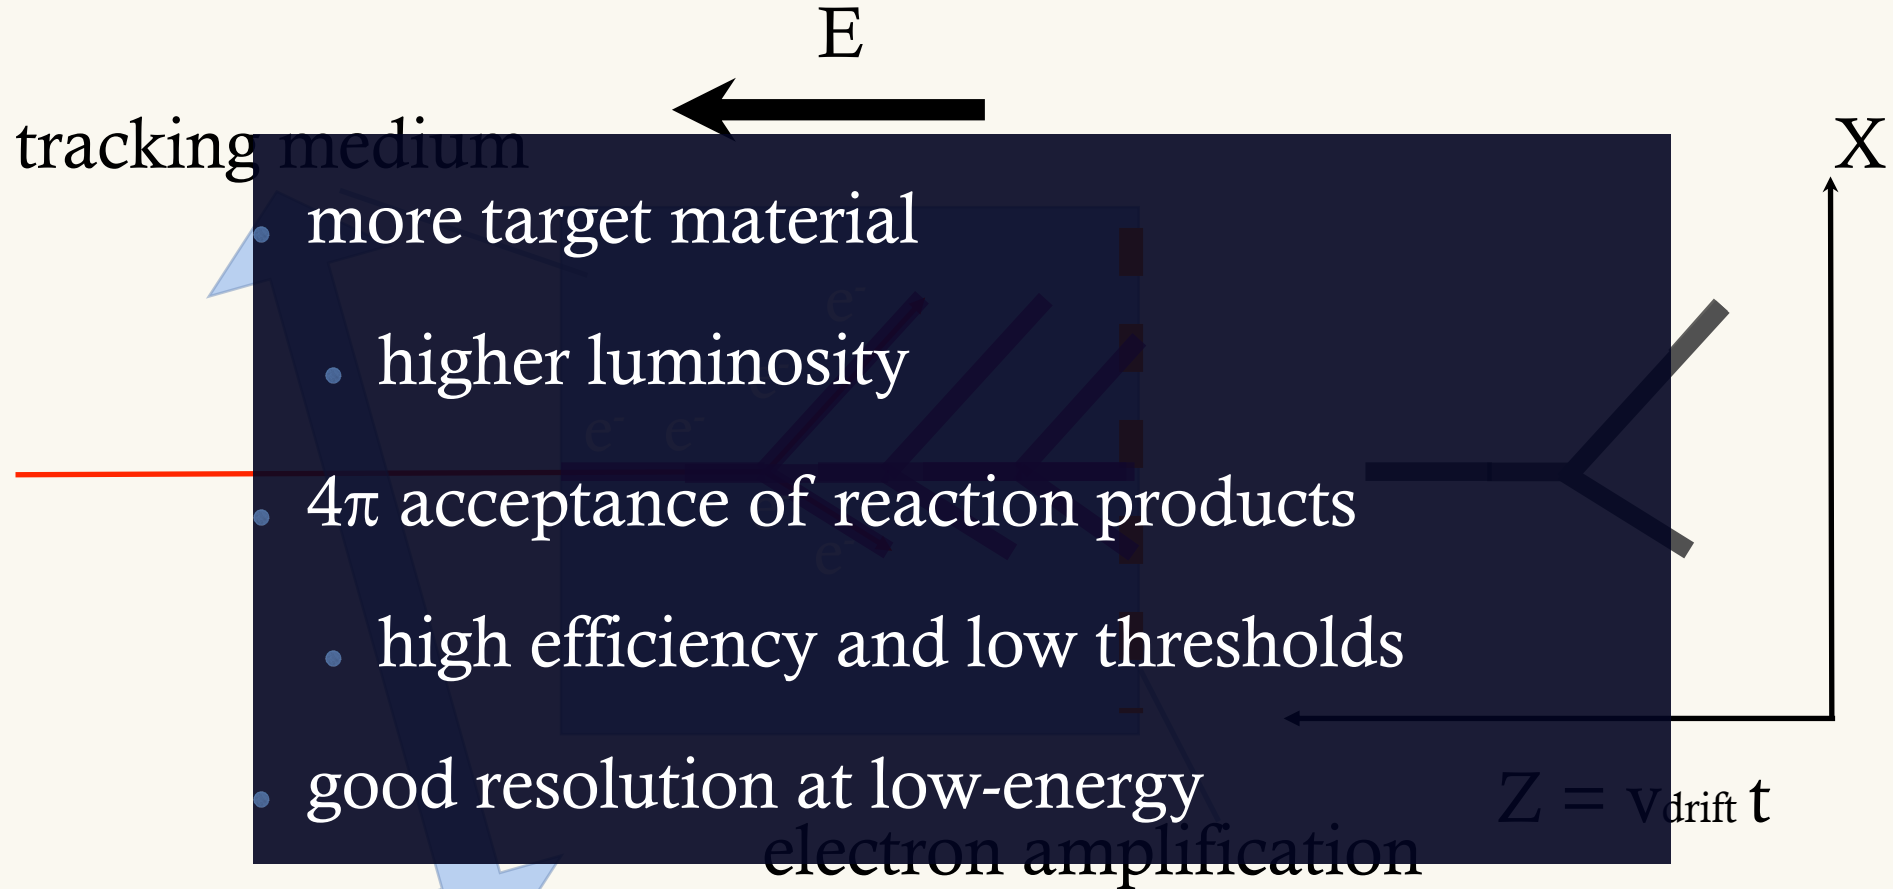 E
tracking medium
X
more target material
e-
higher luminosity
e- e-
4π acceptance of reaction products
e-
high efficiency and low thresholds
good resolution at low-energy
Z = vdrift t
electron amplification